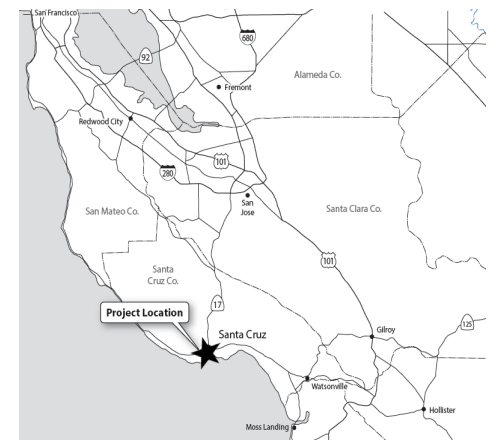 San Francisco
680
92
Alameda Co.
Fremont
Redwood City
101
280
San
Jose
San Mateo Co.
Santa Clara Co.
101
Santa
Cruz Co.
17
Project Location
125
Santa Cruz
Gilroy
Watsonville
Hollister
Moss Landing